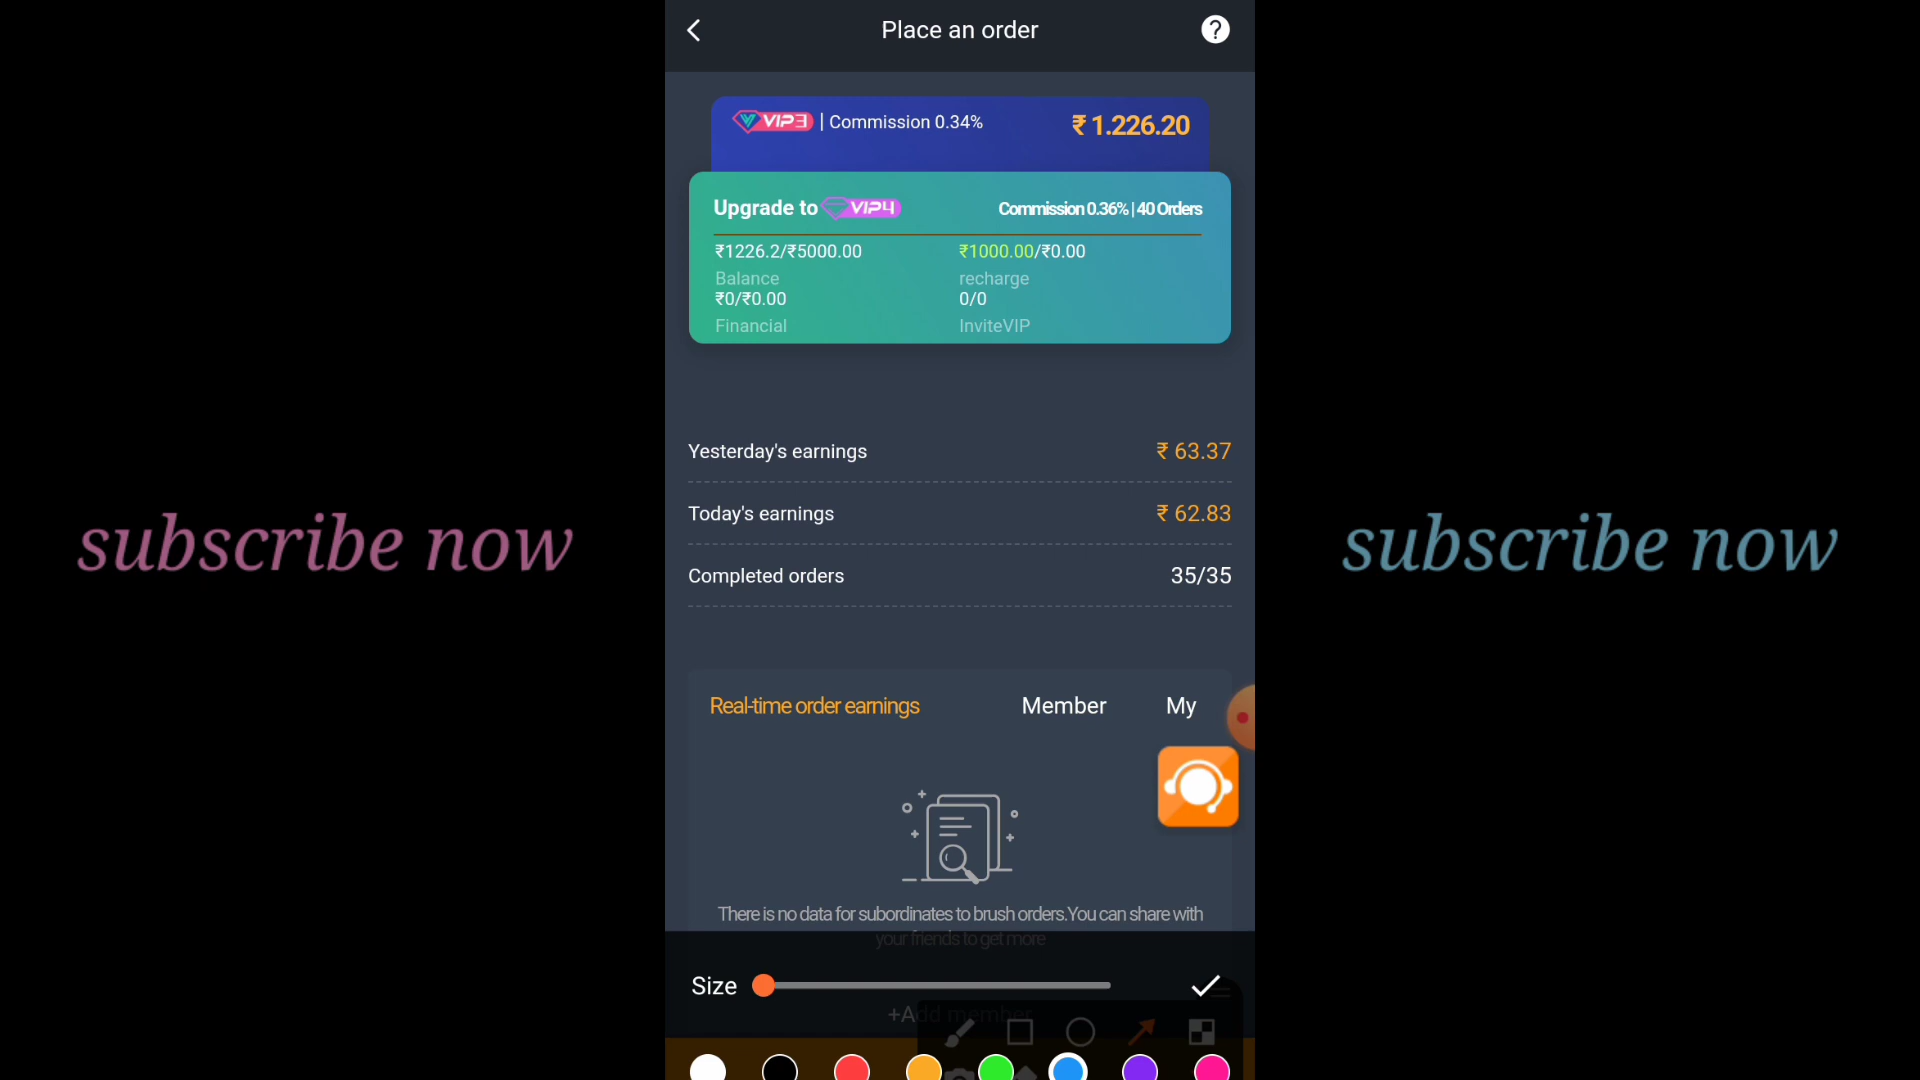 Place an order
?
VIP3 | Commission 0.34%
₹ 1.226.20
Upgrade to VIP4
Commission 0.36% | 40 Orders
₹1226.2/₹5000.00
₹1000.00/₹0.00
Balance
recharge
₹0/₹0.00
0/0
Financial
InviteVIP
Yesterday's earnings
₹ 63.37
Today's earnings
₹ 62.83
subscribe now
subscribe now
Completed orders
35/35
Real-time order earnings
Member
My
There is no data for subordinates to brush orders.You can share with
your friends to get more
Size
+Add member